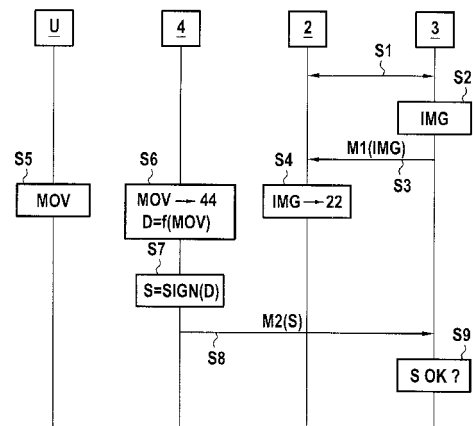 U
4
2
3
S1
S2
IMG
M1(IMG)
S3
S4
IMG → 22
S5
MOV
S6
MOV → 44
D=f(MOV)
S7
S=SIGN(D)
M2(S)
S8
S9
S OK ?